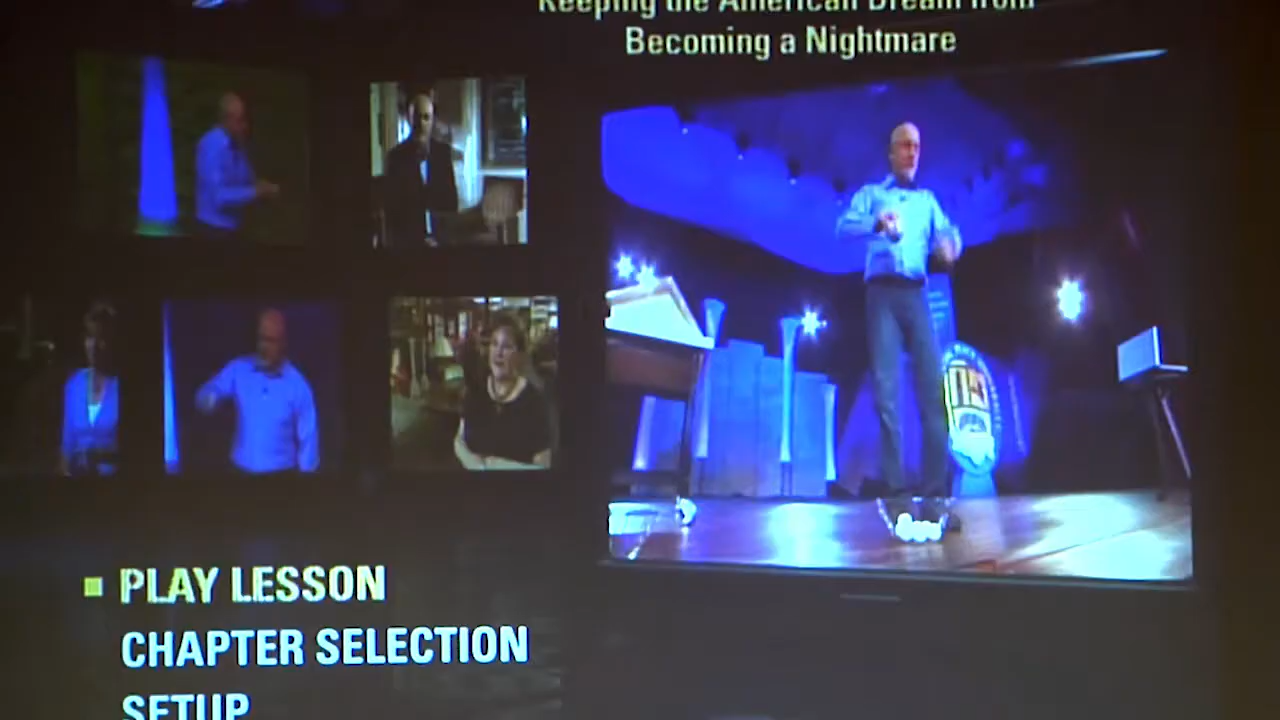 Keeping the American Dream from
Becoming a Nightmare
PLAY LESSON
CHAPTER SELECTION
SETUP